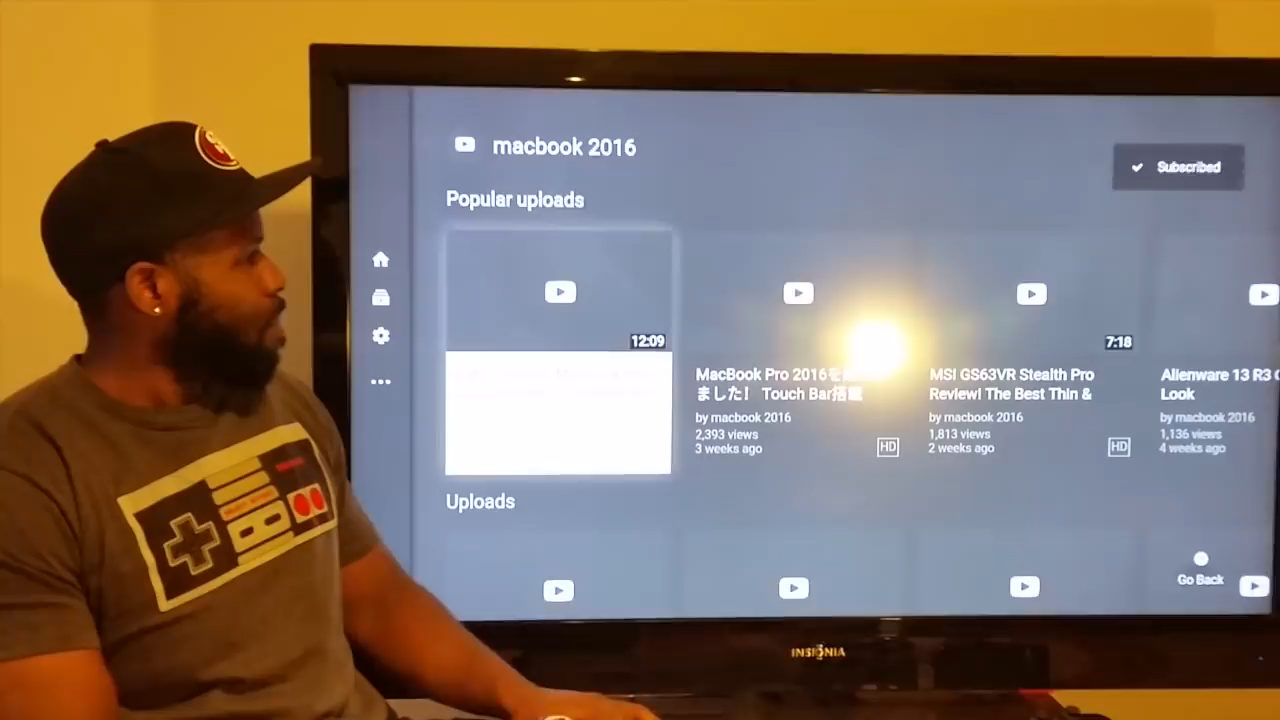 macbook 2016
Subscribed
Popular uploads
12:09
7:18
MacBook Pro 2016を
ました! Touch Bar搭載
by macbook 2016
2,393 views
3 weeks ago
HD
MSI GS63VR Stealth Pro
Review! The Best Thin &
by macbook 2016
1,813 views
2 weeks ago
HD
Alienware 13 R3
Look
by macbook 2016
1,136 views
4 weeks ago
Uploads
Go Back
INSIGNIA